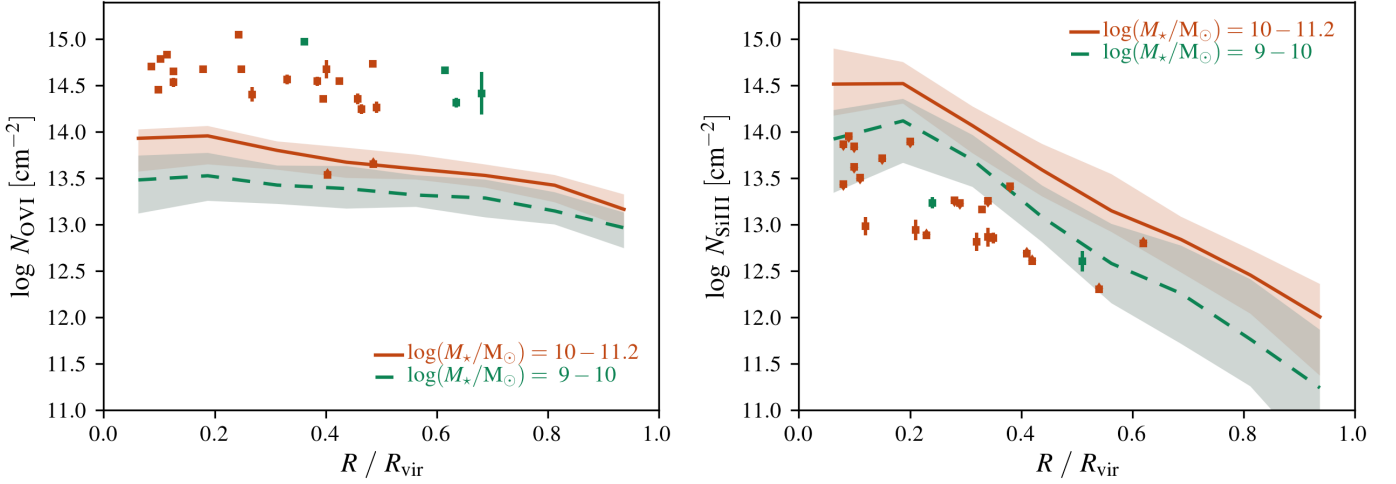 log N_OVI [cm⁻²]
15.0
14.5
14.0
13.5
13.0
12.5
12.0
11.5
11.0
log(M⋆/M⊙) = 10 – 11.2
log(M⋆/M⊙) = 9 – 10
0.0 0.2 0.4 0.6 0.8 1.0
R / R_vir
log N_SiIII [cm⁻²]
15.0
14.5
14.0
13.5
13.0
12.5
12.0
11.5
11.0
log(M⋆/M⊙) = 10 – 11.2
log(M⋆/M⊙) = 9 – 10
0.0 0.2 0.4 0.6 0.8 1.0
R / R_vir